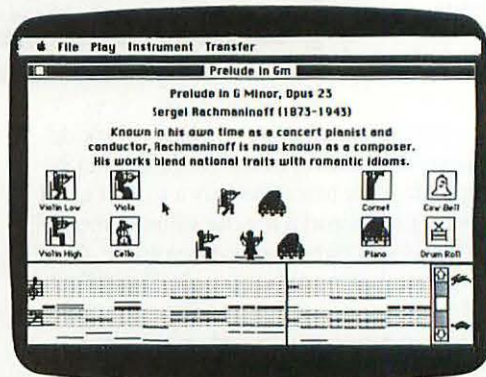 File Play Instrument Transfer
Prelude in Gm
Prelude in G Minor, Opus 23
Sergei Rachmaninoff (1873-1943)
Known in his own time as a concert pianist and
conductor, Rachmaninoff is now known as a composer.
His works blend national traits with romantic idioms.
Violin Low Viola Cornet Cow Bell
Violin High Cello Piano Drum Roll